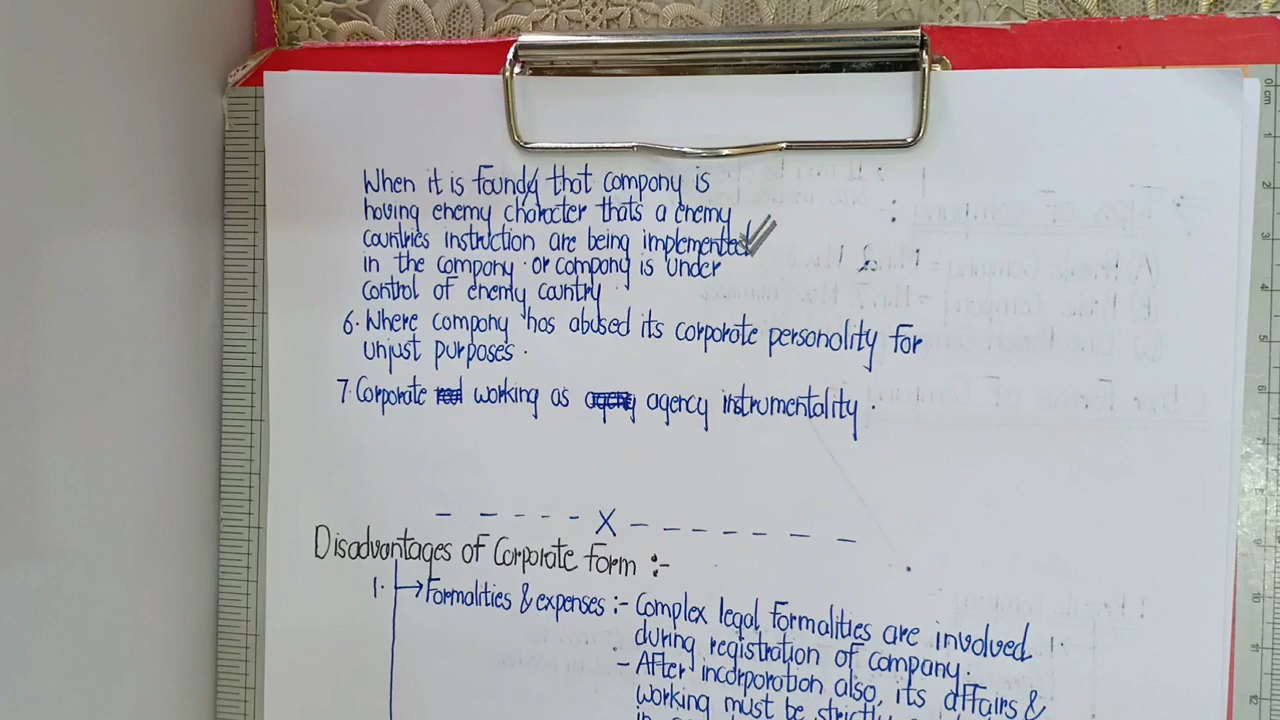 When it is found that company is
having enemy character thats a enemy
countries instruction are being implemented
in the company. or company is under
control of enemy country
6. Where company has abused its corporate personality for
unjust purposes.
7. Corporate working as agency instrumentality.
X
Disadvantages of Corporate form :-
1. → Formalities & expenses :- Complex legal formalities are involved
during registration of company.
- After incorporation also, its affairs &
working must be strictly